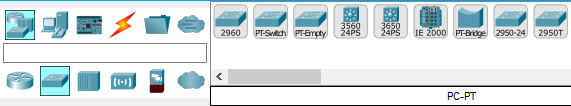 2960
PT-Switch
PT-Empty
3560
24PS
3650
24PS
IE 2000
PT-Bridge
2950-24
2950T
PC-PT